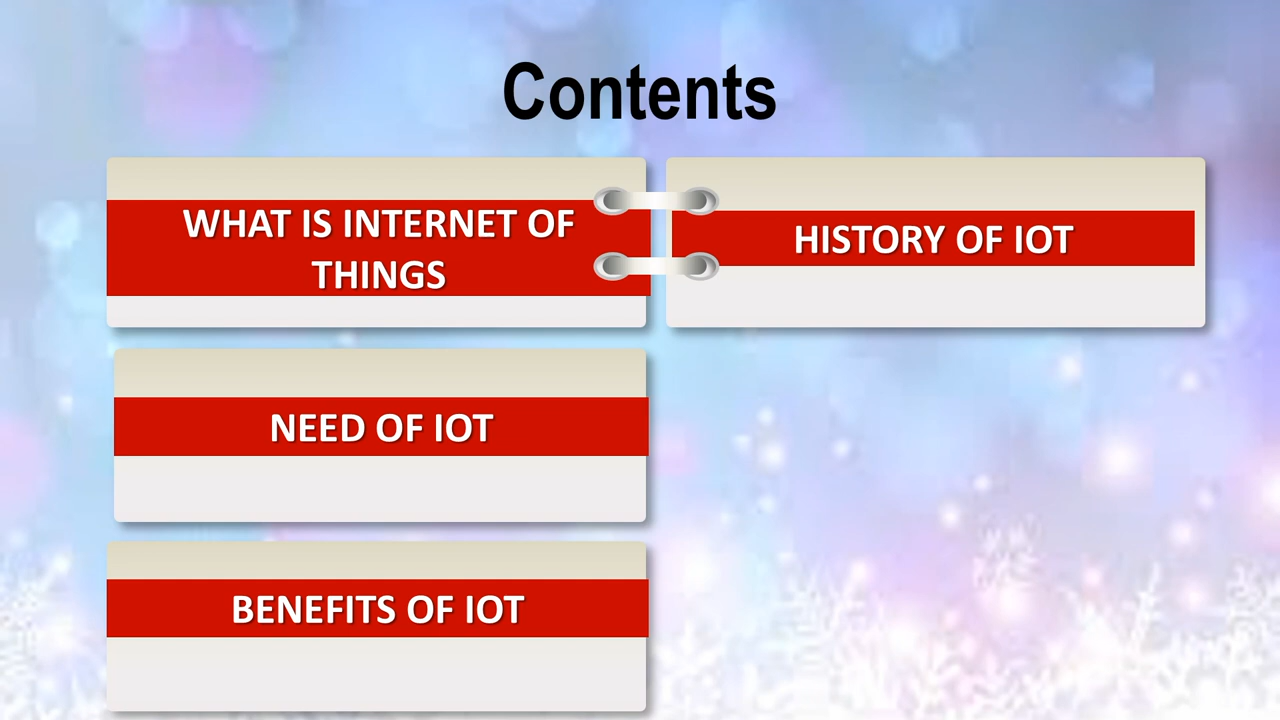 Contents
WHAT IS INTERNET OF
THINGS
HISTORY OF IOT
NEED OF IOT
BENEFITS OF IOT